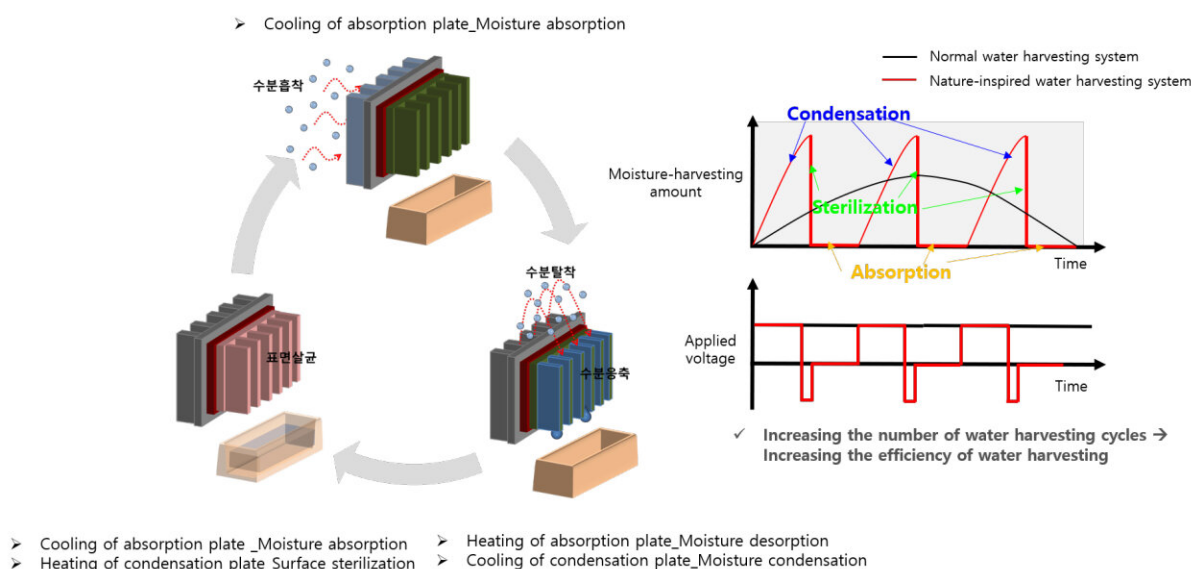 ➢ Cooling of absorption plate_Moisture absorption
수분흡착
수분탈착
수분응축
표면살균
➢ Cooling of absorption plate _Moisture absorption
➢ Heating of condensation plate_Surface sterilization
➢ Heating of absorption plate_Moisture desorption
➢ Cooling of condensation plate_Moisture condensation
Normal water harvesting system
Nature-inspired water harvesting system
Condensation
Moisture-harvesting
amount
Sterilization
Absorption
Time
Applied
voltage
Time
✓ Increasing the number of water harvesting cycles →
Increasing the efficiency of water harvesting